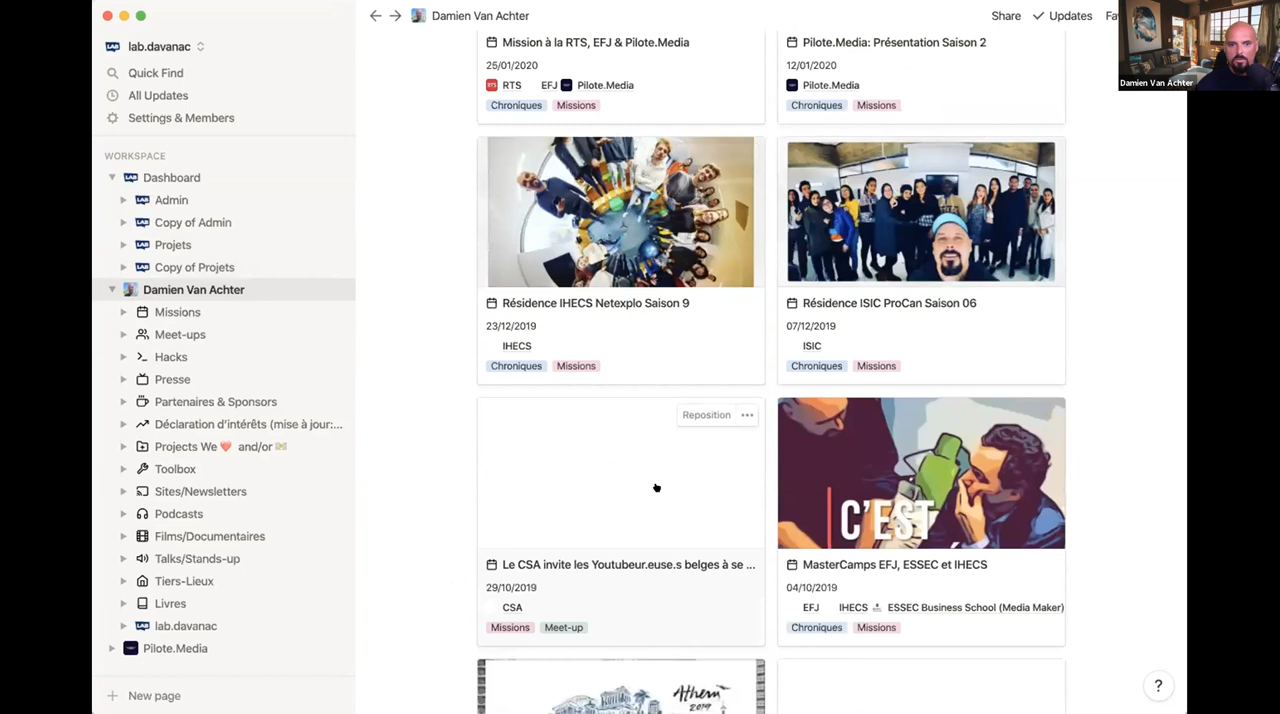 Damien Van Achter
Share
Updates
Fa
Damien Van Achter
lab.davanac
Quick Find
All Updates
Settings & Members
WORKSPACE
Dashboard
Admin
Copy of Admin
Projets
Copy of Projets
Damien Van Achter
Missions
Meet-ups
Hacks
Presse
Partenaires & Sponsors
Déclaration d'intérêts (mise à jour:...
Projects We ❤️ and/or
Toolbox
Sites/Newsletters
Podcasts
Films/Documentaires
Talks/Stands-up
Tiers-Lieux
Livres
lab.davanac
Pilote.Media
New page
Mission à la RTS, EFJ & Pilote.Media
25/01/2020
RTS EFJ Pilote.Media
Chroniques Missions
Pilote.Media: Présentation Saison 2
12/01/2020
Pilote.Media
Chroniques Missions
Résidence IHECS Netexplo Saison 9
23/12/2019
IHECS
Chroniques Missions
Résidence ISIC ProCan Saison 06
07/12/2019
ISIC
Chroniques Missions
Reposition
Le CSA invite les Youtubeur.euse.s belges à se ...
29/10/2019
CSA
Missions Meet-up
C'EST
MasterCamps EFJ, ESSEC et IHECS
04/10/2019
EFJ IHECS ESSEC Business School (Media Maker)
Chroniques Missions
Athens
2019
?